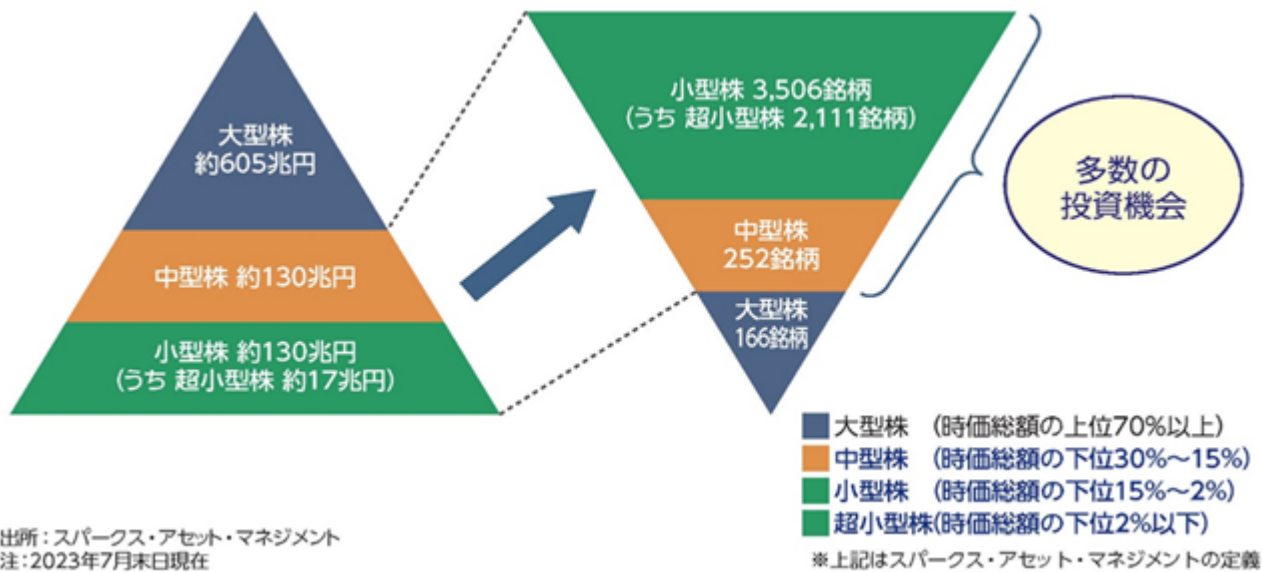 大型株
約605兆円
中型株 約130兆円
小型株 約130兆円
(うち 超小型株 約17兆円)
小型株 3,506銘柄
(うち 超小型株 2,111銘柄)
中型株
252銘柄
大型株
166銘柄
多数の
投資機会
大型株 (時価総額の上位70%以上)
中型株 (時価総額の下位30%~15%)
小型株 (時価総額の下位15%~2%)
超小型株(時価総額の下位2%以下)
※上記はスパークス・アセット・マネジメントの定義
出所:スパークス・アセット・マネジメント
注:2023年7月末日現在